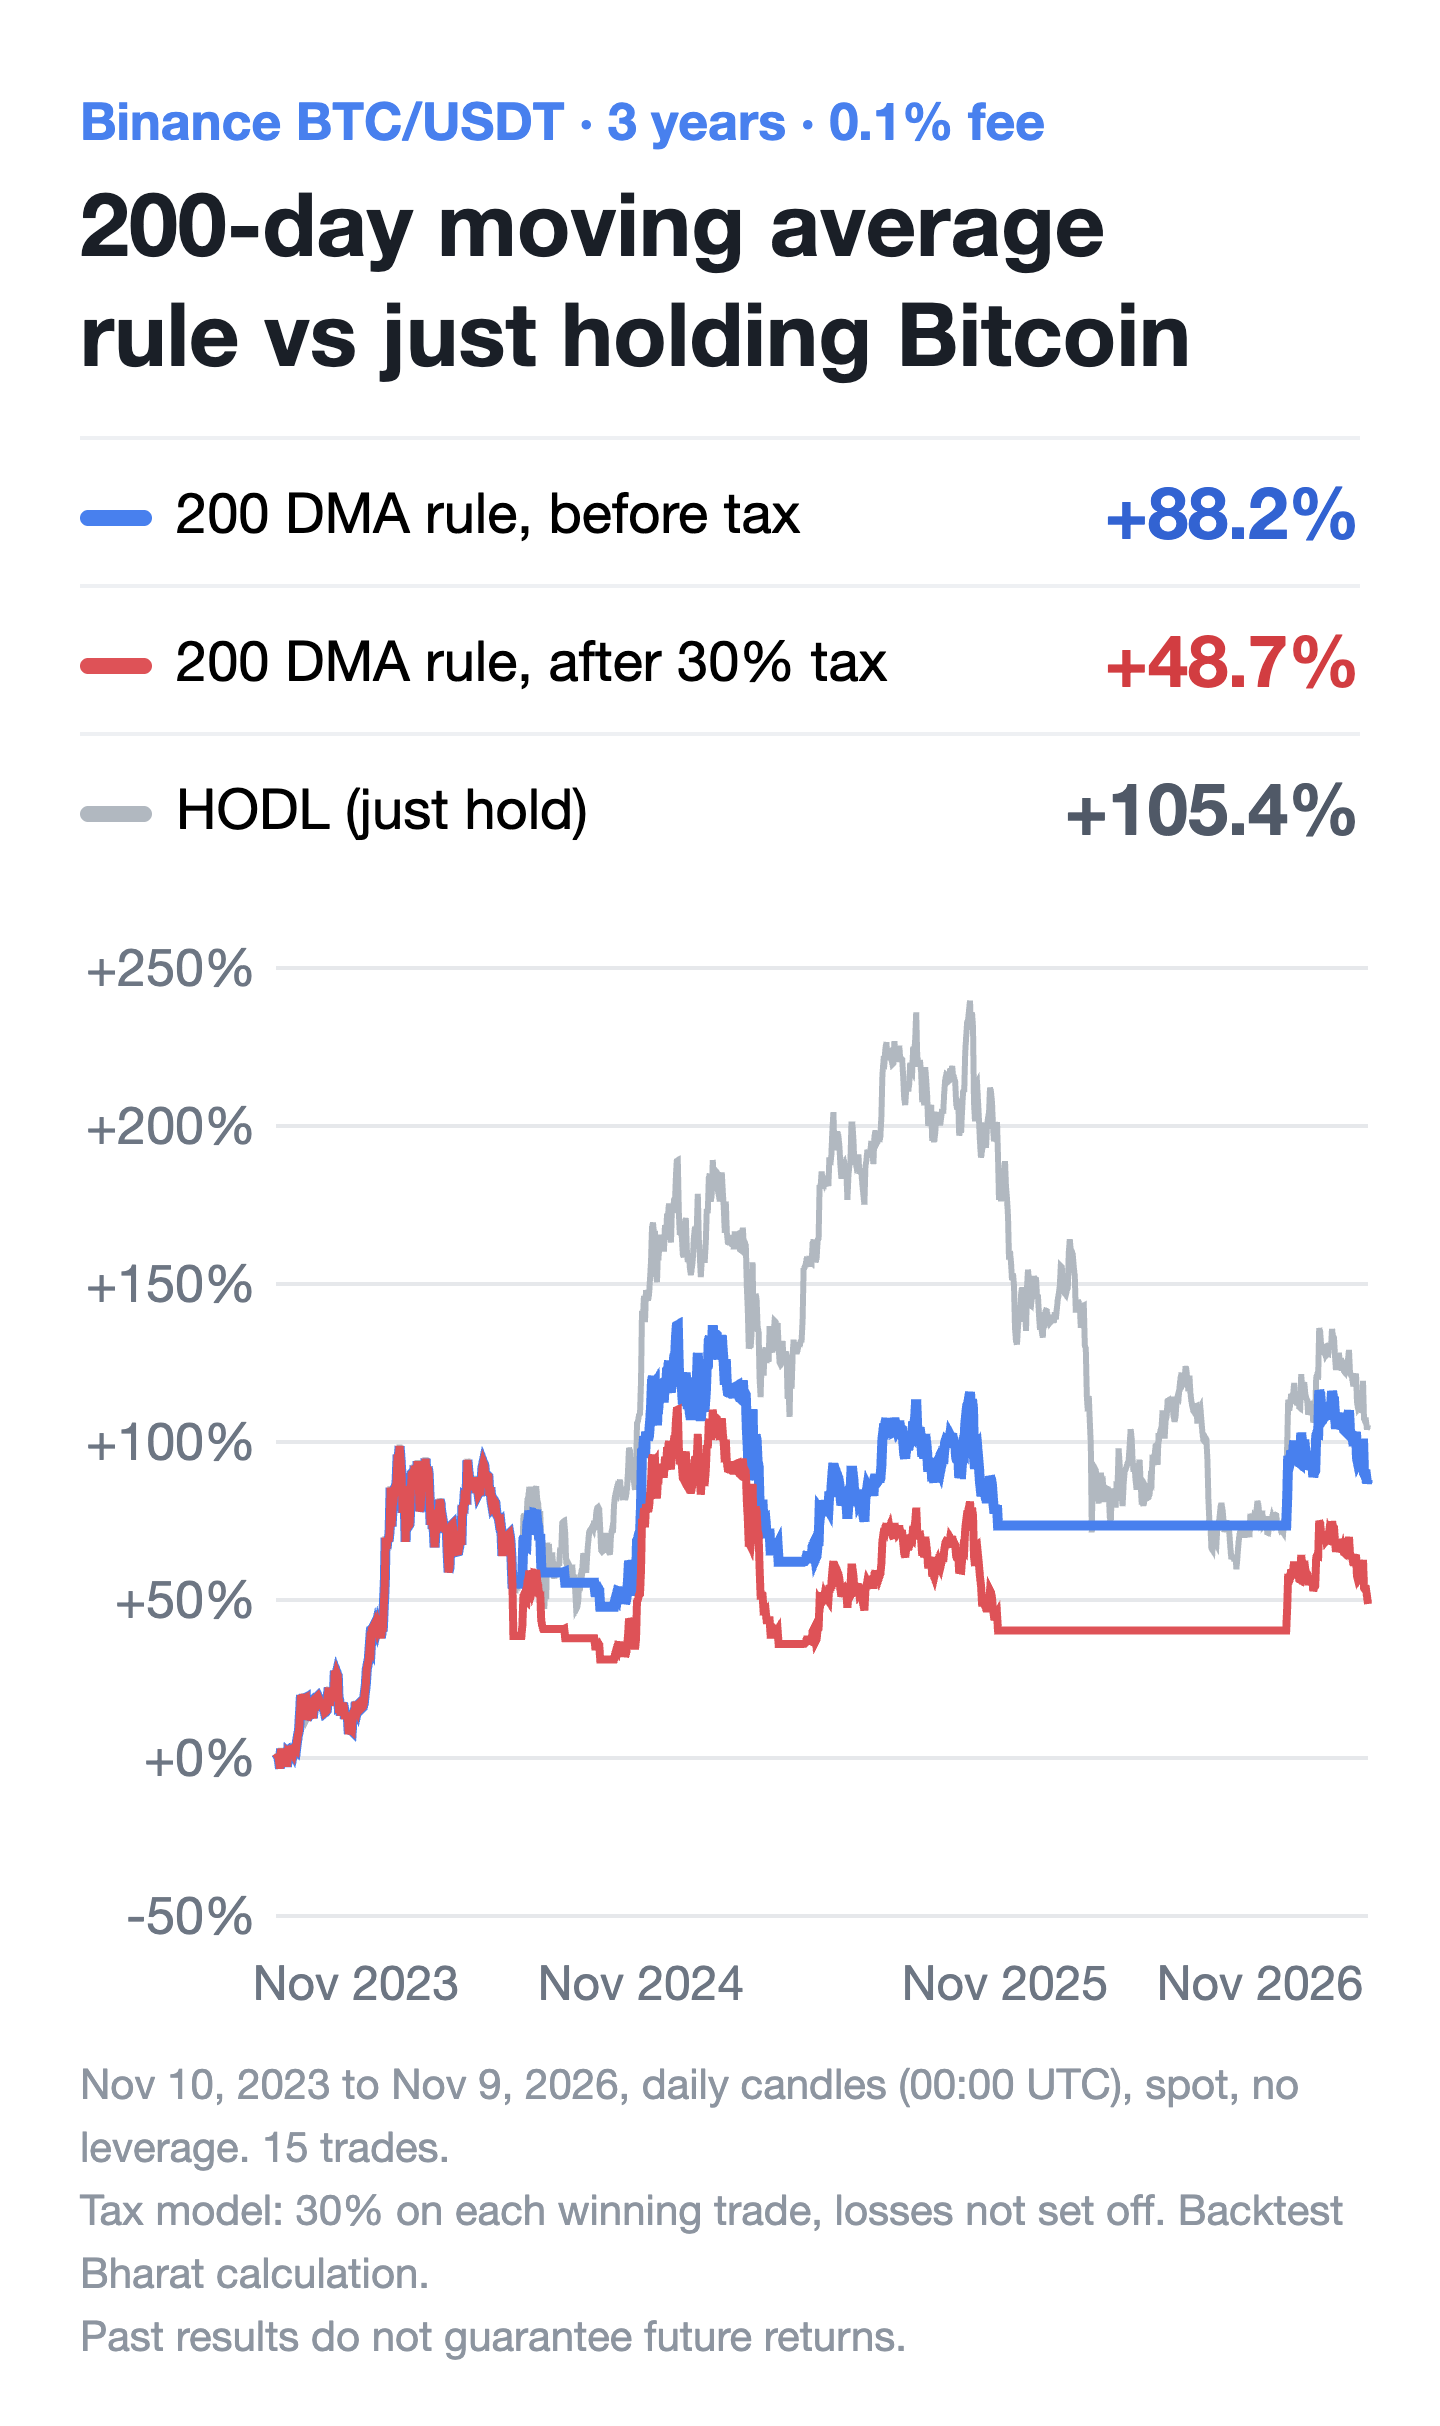 Binance BTC/USDT · 3 years · 0.1% fee
200-day moving average
rule vs just holding Bitcoin
200 DMA rule, before tax +88.2%
200 DMA rule, after 30% tax +48.7%
HODL (just hold) +105.4%
+250%
+200%
+150%
+100%
+50%
+0%
-50%
Nov 2023 Nov 2024 Nov 2025 Nov 2026
Nov 10, 2023 to Nov 9, 2026, daily candles (00:00 UTC), spot, no
leverage. 15 trades.
Tax model: 30% on each winning trade, losses not set off. Backtest
Bharat calculation.
Past results do not guarantee future returns.